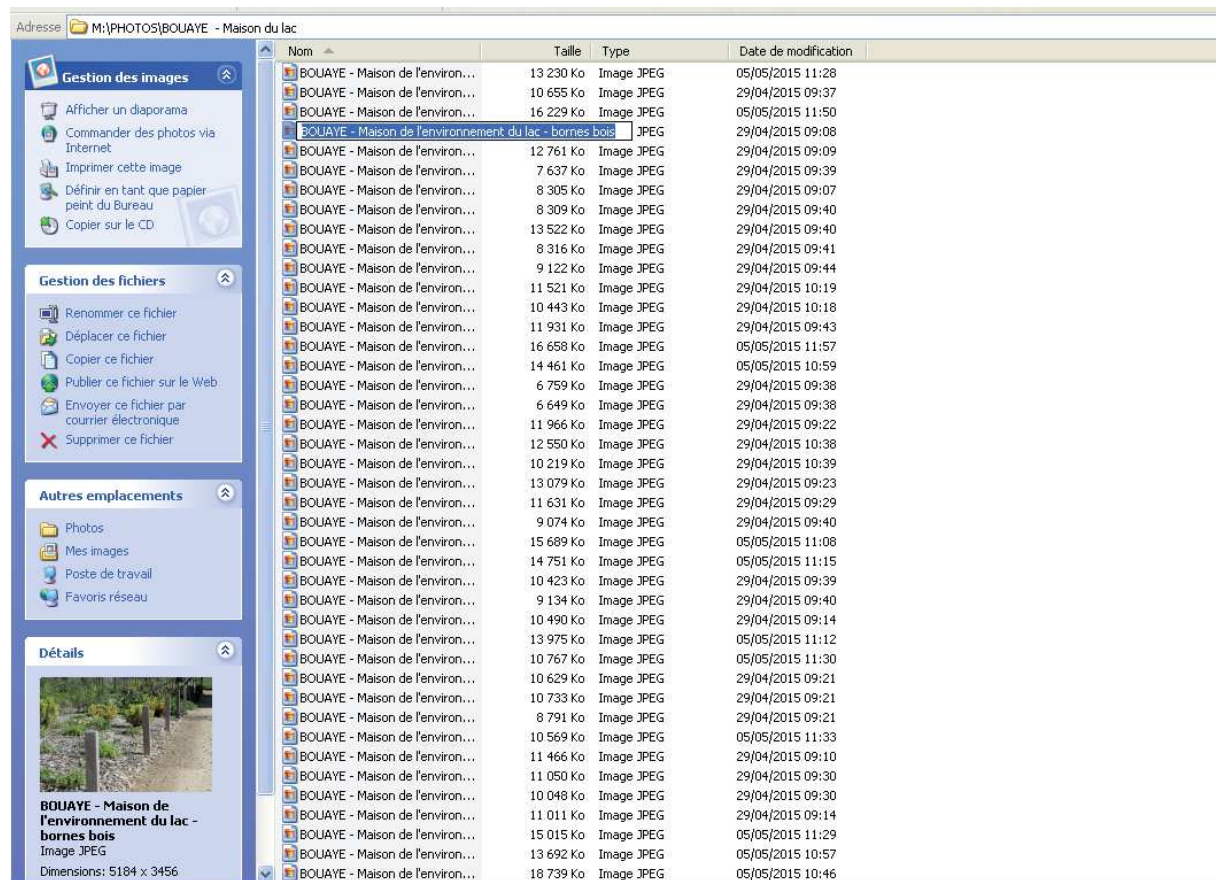 Adresse M:\PHOTOS\BOUAYE - Maison du lac
Gestion des images
Afficher un diaporama
Commander des photos via
Internet
Imprimer cette image
Définir en tant que papier
peint du Bureau
Copier sur le CD
Gestion des fichiers
Renommer ce fichier
Déplacer ce fichier
Copier ce fichier
Publier ce fichier sur le Web
Envoyer ce fichier par
courrier électronique
Supprimer ce fichier
Autres emplacements
Photos
Mes images
Poste de travail
Favoris réseau
Détails
BOUAYE - Maison de
l'environnement du lac -
bornes bois
Image JPEG
Dimensions: 5184 x 3456
Nom Taille Type Date de modification
BOUAYE - Maison de l'environ... 13 230 Ko Image JPEG 05/05/2015 11:28
BOUAYE - Maison de l'environ... 10 655 Ko Image JPEG 29/04/2015 09:37
BOUAYE - Maison de l'environ... 16 229 Ko Image JPEG 05/05/2015 11:50
BOUAYE - Maison de l'environnement du lac - bornes bois JPEG 29/04/2015 09:08
BOUAYE - Maison de l'environ... 12 761 Ko Image JPEG 29/04/2015 09:09
BOUAYE - Maison de l'environ... 7 637 Ko Image JPEG 29/04/2015 09:39
BOUAYE - Maison de l'environ... 8 305 Ko Image JPEG 29/04/2015 09:07
BOUAYE - Maison de l'environ... 8 309 Ko Image JPEG 29/04/2015 09:40
BOUAYE - Maison de l'environ... 13 522 Ko Image JPEG 29/04/2015 09:40
BOUAYE - Maison de l'environ... 8 316 Ko Image JPEG 29/04/2015 09:41
BOUAYE - Maison de l'environ... 9 122 Ko Image JPEG 29/04/2015 09:44
BOUAYE - Maison de l'environ... 11 521 Ko Image JPEG 29/04/2015 10:19
BOUAYE - Maison de l'environ... 10 443 Ko Image JPEG 29/04/2015 10:18
BOUAYE - Maison de l'environ... 11 931 Ko Image JPEG 29/04/2015 09:43
BOUAYE - Maison de l'environ... 16 658 Ko Image JPEG 05/05/2015 11:57
BOUAYE - Maison de l'environ... 14 461 Ko Image JPEG 05/05/2015 10:59
BOUAYE - Maison de l'environ... 6 759 Ko Image JPEG 29/04/2015 09:38
BOUAYE - Maison de l'environ... 6 649 Ko Image JPEG 29/04/2015 09:38
BOUAYE - Maison de l'environ... 11 966 Ko Image JPEG 29/04/2015 09:22
BOUAYE - Maison de l'environ... 12 550 Ko Image JPEG 29/04/2015 10:38
BOUAYE - Maison de l'environ... 10 219 Ko Image JPEG 29/04/2015 10:39
BOUAYE - Maison de l'environ... 13 079 Ko Image JPEG 29/04/2015 09:23
BOUAYE - Maison de l'environ... 11 631 Ko Image JPEG 29/04/2015 09:29
BOUAYE - Maison de l'environ... 9 074 Ko Image JPEG 29/04/2015 09:40
BOUAYE - Maison de l'environ... 15 689 Ko Image JPEG 05/05/2015 11:08
BOUAYE - Maison de l'environ... 14 751 Ko Image JPEG 05/05/2015 11:15
BOUAYE - Maison de l'environ... 10 423 Ko Image JPEG 29/04/2015 09:39
BOUAYE - Maison de l'environ... 9 134 Ko Image JPEG 29/04/2015 09:40
BOUAYE - Maison de l'environ... 10 490 Ko Image JPEG 29/04/2015 09:14
BOUAYE - Maison de l'environ... 13 975 Ko Image JPEG 05/05/2015 11:12
BOUAYE - Maison de l'environ... 10 767 Ko Image JPEG 05/05/2015 11:30
BOUAYE - Maison de l'environ... 10 629 Ko Image JPEG 29/04/2015 09:21
BOUAYE - Maison de l'environ... 10 733 Ko Image JPEG 29/04/2015 09:21
BOUAYE - Maison de l'environ... 8 791 Ko Image JPEG 29/04/2015 09:21
BOUAYE - Maison de l'environ... 10 569 Ko Image JPEG 05/05/2015 11:33
BOUAYE - Maison de l'environ... 11 466 Ko Image JPEG 29/04/2015 09:10
BOUAYE - Maison de l'environ... 11 050 Ko Image JPEG 29/04/2015 09:30
BOUAYE - Maison de l'environ... 10 048 Ko Image JPEG 29/04/2015 09:30
BOUAYE - Maison de l'environ... 11 011 Ko Image JPEG 29/04/2015 09:14
BOUAYE - Maison de l'environ... 15 015 Ko Image JPEG 05/05/2015 11:29
BOUAYE - Maison de l'environ... 13 692 Ko Image JPEG 05/05/2015 10:57
BOUAYE - Maison de l'environ... 18 739 Ko Image JPEG 05/05/2015 10:46